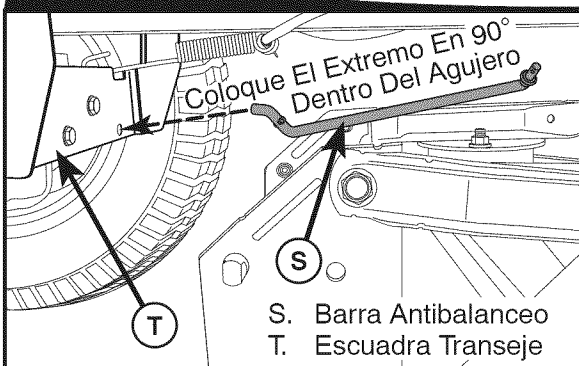 Coloque El Extremo En 90°
Dentro Del Agujero
S
T
S. Barra Antibalanceo
T. Escuadra Transeje